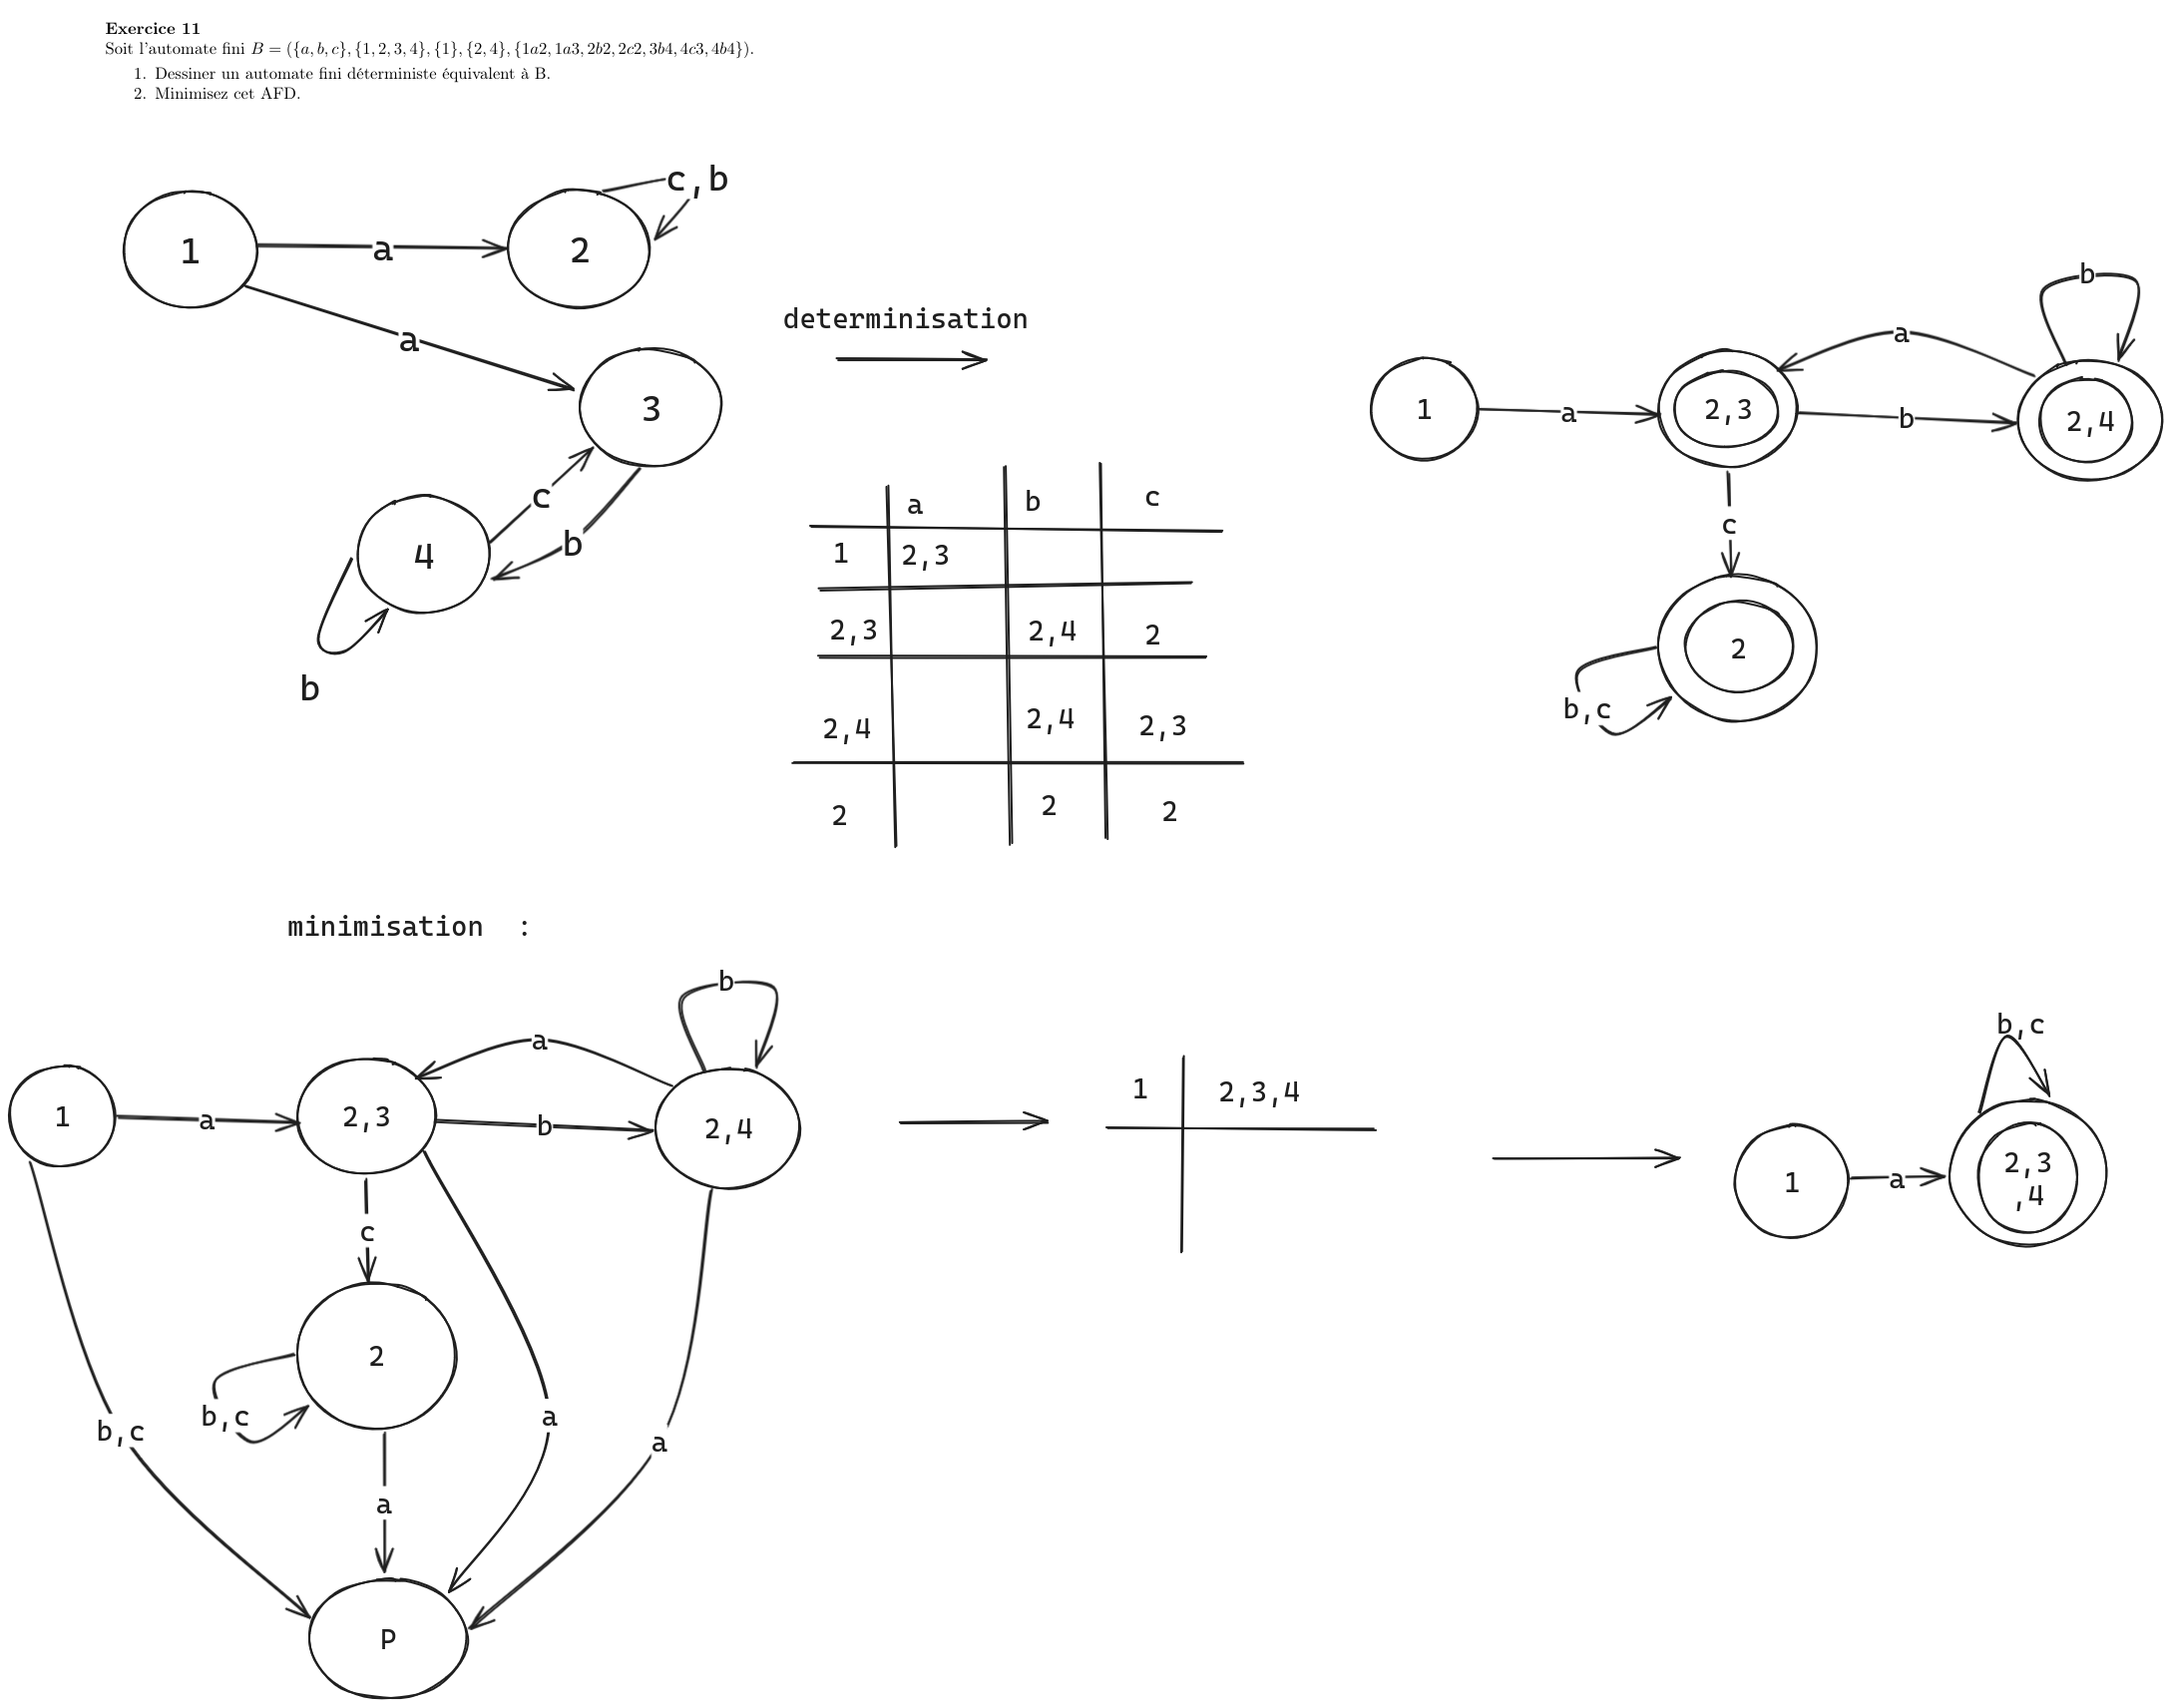 Exercice 11
Soit l'automate fini B = ({a, b, c}, {1, 2, 3, 4}, {1}, {2, 4}, {1a2, 1a3, 2b2, 2c2, 3b4, 4c3, 4b4}).
1. Dessiner un automate fini déterministe équivalent à B.
2. Minimisez cet AFD.
c,b
1
a
2
a
3
c
b
4
b
determinisation
a b c
1 2,3
2,3 2,4 2
2,4 2,4 2,3
2 2 2
b
a
1
a
2,3
b
2,4
c
2
b,c
minimisation :
b
a
1
a
2,3
b
2,4
c
2
b,c
b,c
a
a
a
P
1 2,3,4
b,c
1
a
2,3
,4